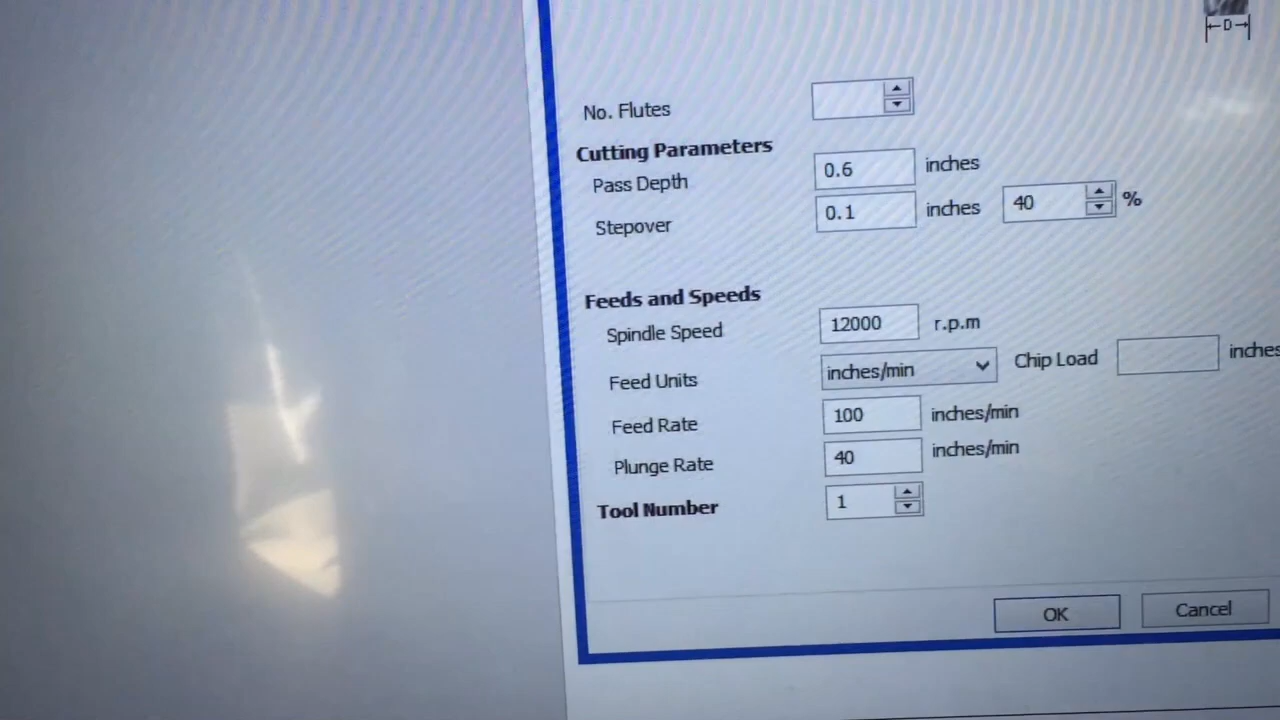 D
No. Flutes
Cutting Parameters
Pass Depth 0.6 inches
Stepover 0.1 inches 40 %
Feeds and Speeds
Spindle Speed 12000 r.p.m
Feed Units inches/min Chip Load inches
Feed Rate 100 inches/min
Plunge Rate 40 inches/min
Tool Number 1
OK Cancel